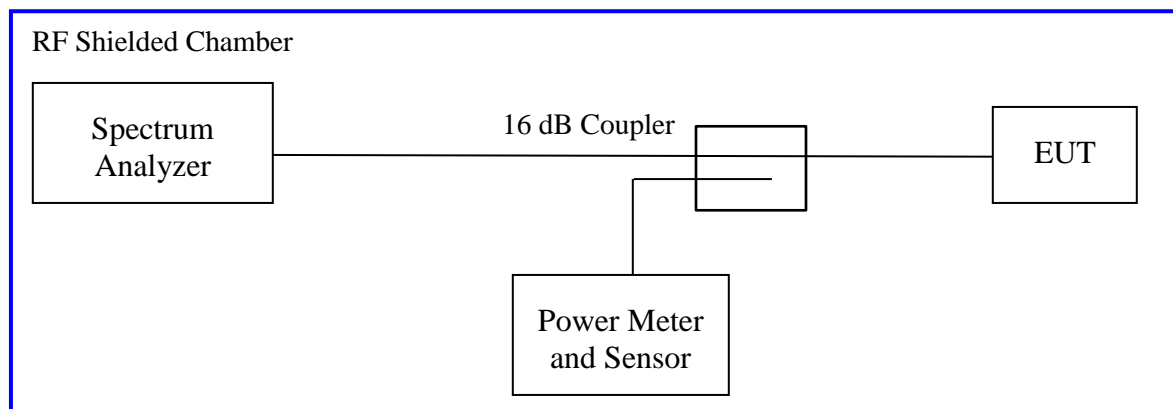 RF Shielded Chamber
Spectrum
Analyzer
16 dB Coupler
EUT
Power Meter
and Sensor